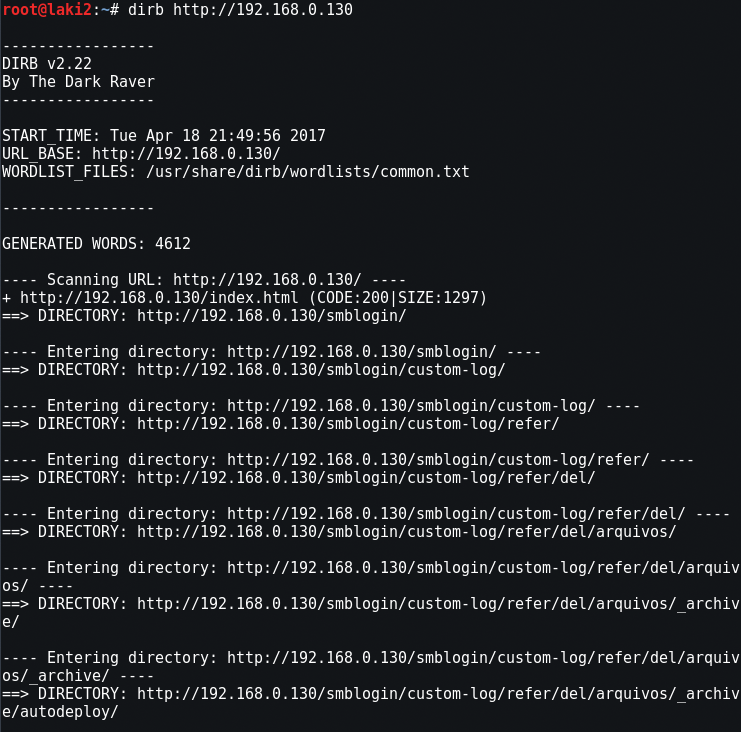 root@laki2:~# dirb http://192.168.0.130
-----------------
DIRB v2.22
By The Dark Raver
-----------------
START_TIME: Tue Apr 18 21:49:56 2017
URL_BASE: http://192.168.0.130/
WORDLIST_FILES: /usr/share/dirb/wordlists/common.txt
-----------------
GENERATED WORDS: 4612
---- Scanning URL: http://192.168.0.130/ ----
+ http://192.168.0.130/index.html (CODE:200|SIZE:1297)
==> DIRECTORY: http://192.168.0.130/smblogin/
---- Entering directory: http://192.168.0.130/smblogin/ ----
==> DIRECTORY: http://192.168.0.130/smblogin/custom-log/
---- Entering directory: http://192.168.0.130/smblogin/custom-log/ ----
==> DIRECTORY: http://192.168.0.130/smblogin/custom-log/refer/
---- Entering directory: http://192.168.0.130/smblogin/custom-log/refer/ ----
==> DIRECTORY: http://192.168.0.130/smblogin/custom-log/refer/del/
---- Entering directory: http://192.168.0.130/smblogin/custom-log/refer/del/ ----
==> DIRECTORY: http://192.168.0.130/smblogin/custom-log/refer/del/arquivos/
---- Entering directory: http://192.168.0.130/smblogin/custom-log/refer/del/arquiv
os/ ----
==> DIRECTORY: http://192.168.0.130/smblogin/custom-log/refer/del/arquivos/_archiv
e/
---- Entering directory: http://192.168.0.130/smblogin/custom-log/refer/del/arquiv
os/_archive/ ----
==> DIRECTORY: http://192.168.0.130/smblogin/custom-log/refer/del/arquivos/_archiv
e/autodeploy/